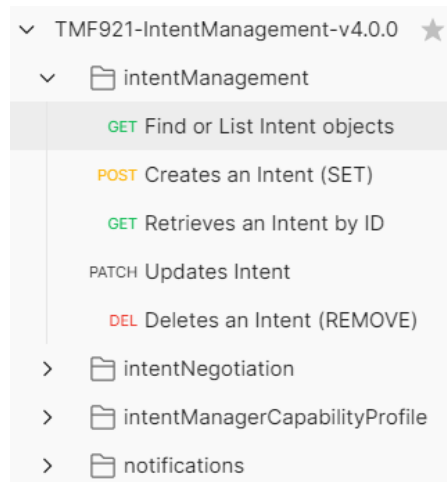 TMF921-IntentManagement-v4.0.0
intentManagement
GET Find or List Intent objects
POST Creates an Intent (SET)
GET Retrieves an Intent by ID
PATCH Updates Intent
DEL Deletes an Intent (REMOVE)
intentNegotiation
intentManagerCapabilityProfile
notifications